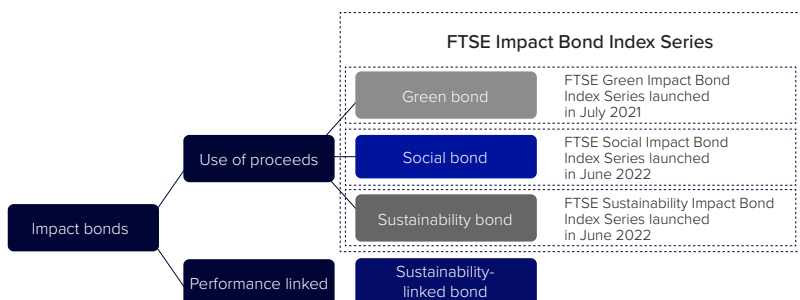 FTSE Impact Bond Index Series
Green bond
FTSE Green Impact Bond
Index Series launched
in July 2021
Use of proceeds
Social bond
FTSE Social Impact Bond
Index Series launched
in June 2022
Impact bonds
Sustainability bond
FTSE Sustainability Impact Bond
Index Series launched
in June 2022
Performance linked
Sustainability-
linked bond